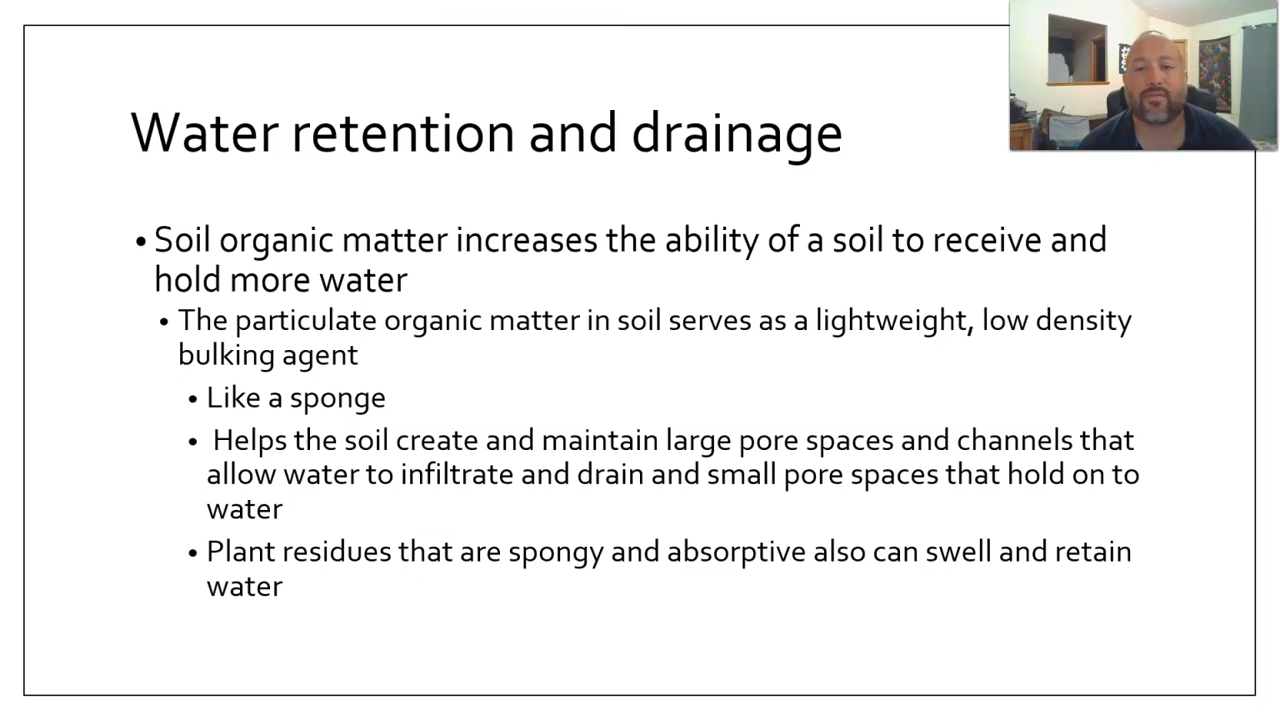 Water retention and drainage
• Soil organic matter increases the ability of a soil to receive and
hold more water
• The particulate organic matter in soil serves as a lightweight, low density
bulking agent
• Like a sponge
• Helps the soil create and maintain large pore spaces and channels that
allow water to infiltrate and drain and small pore spaces that hold on to
water
• Plant residues that are spongy and absorptive also can swell and retain
water